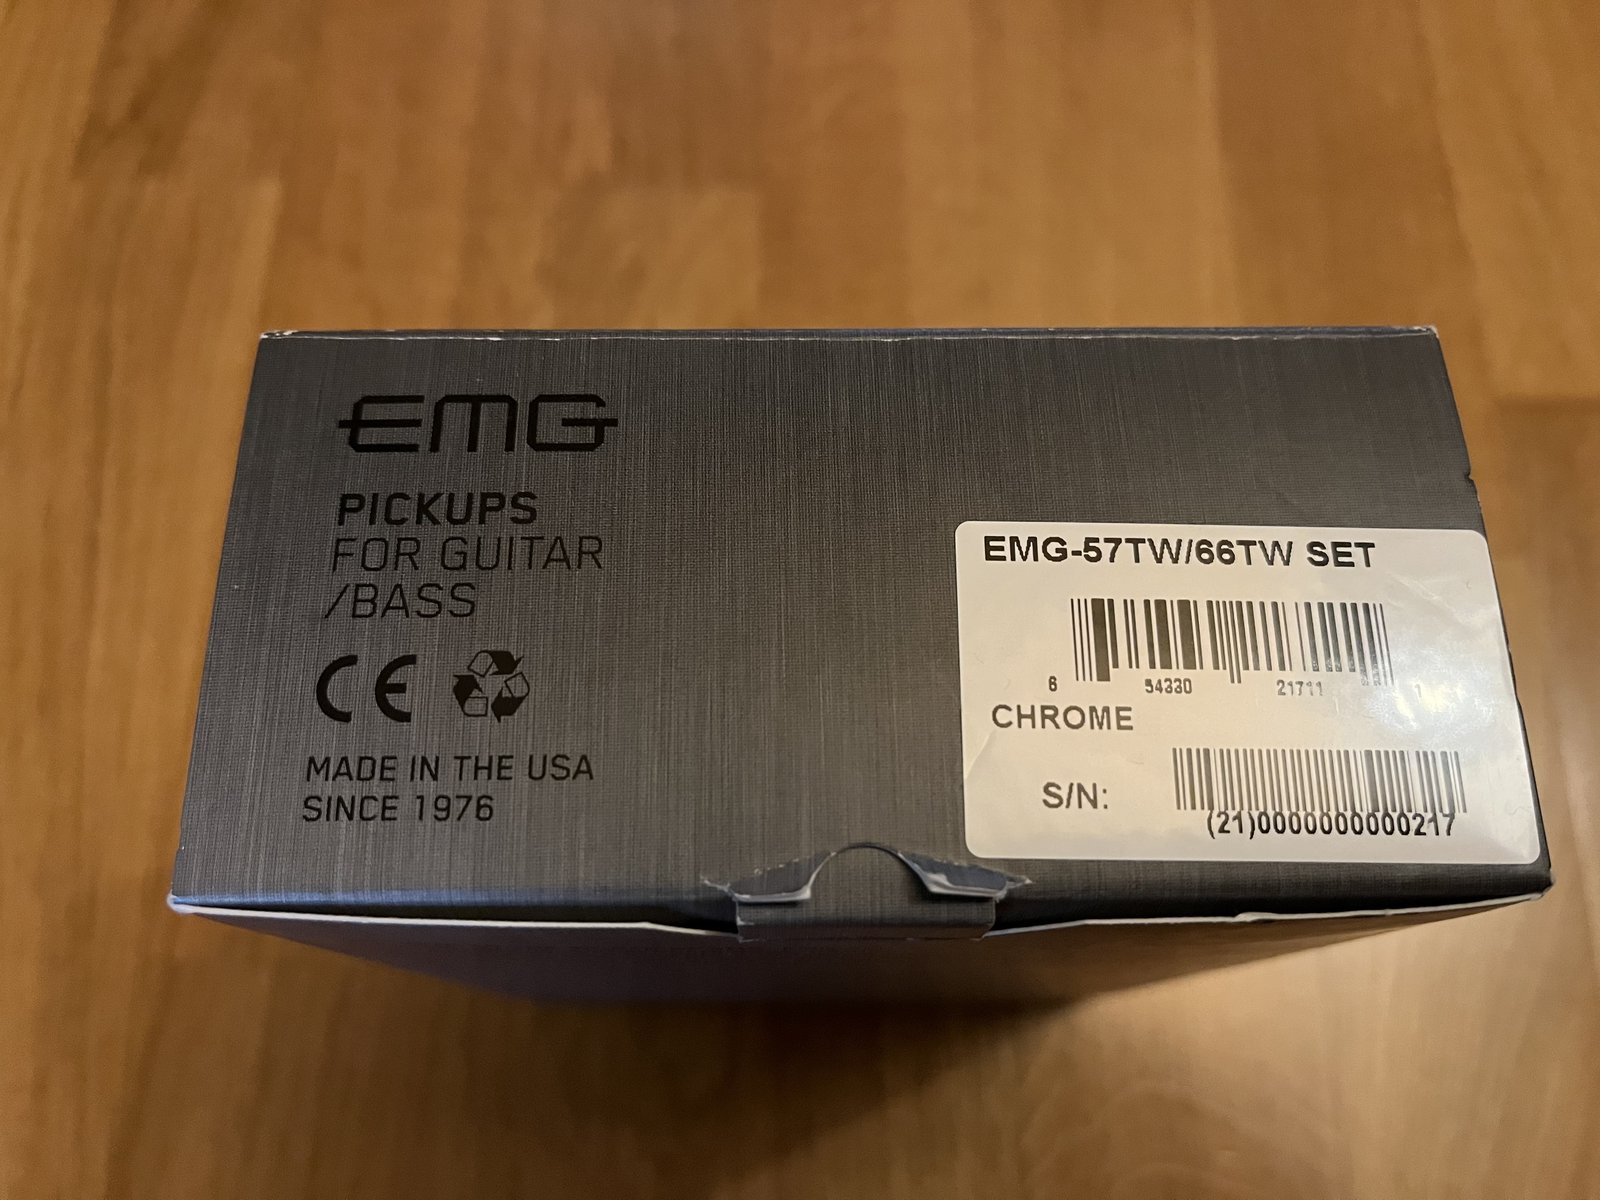 EMG
PICKUPS
FOR GUITAR
/BASS
CE
MADE IN THE USA
SINCE 1976
EMG-57TW/66TW SET
6 54330 21711 1
CHROME
S/N:
(21)0000000000217